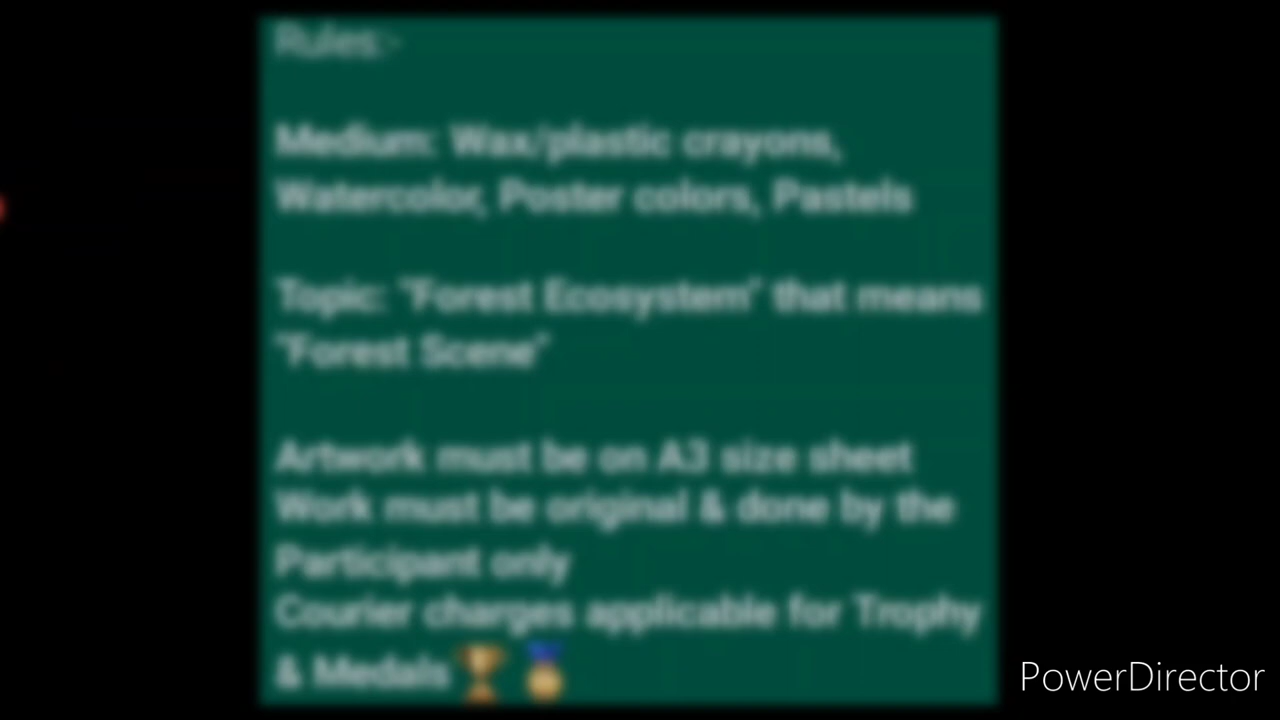 Rules:-
Medium: Wax/plastic crayons,
Watercolor, Poster colors, Pastels
Topic: "Forest Ecosystem" that means
"Forest Scene"
Artwork must be on A3 size sheet
Work must be original & done by the
Participant only
Courier charges applicable for Trophy
& Medals🏆🏅
PowerDirector